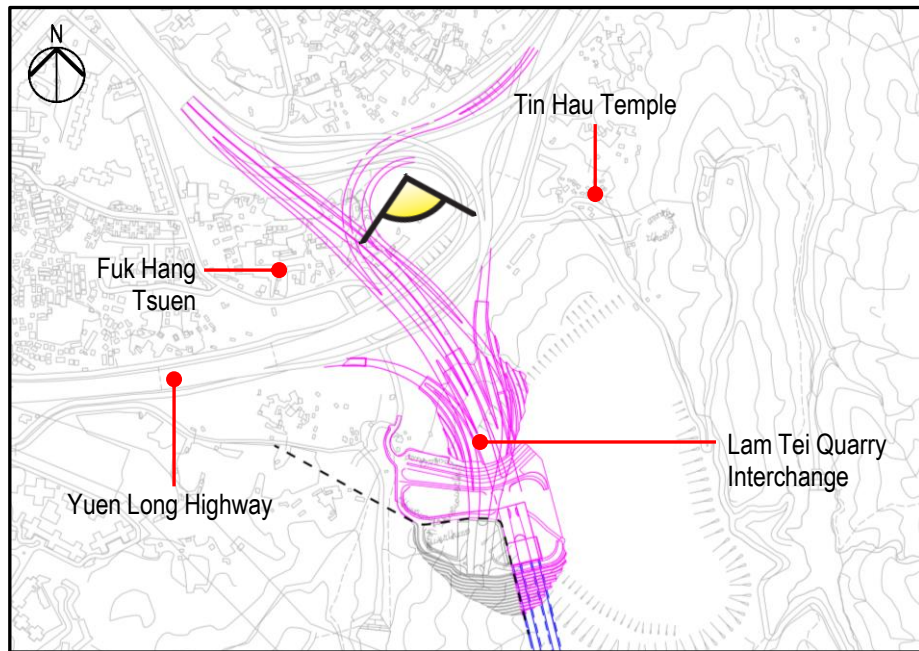 N
Tin Hau Temple
Fuk Hang
Tsuen
Lam Tei Quarry
Interchange
Yuen Long Highway